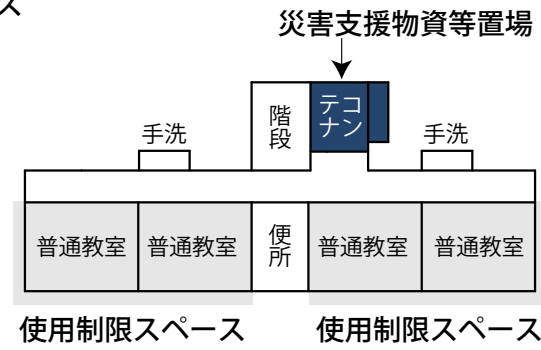 ス
災害支援物資等置場
階段
コン
テナ
手洗
手洗
普通教室
普通教室
便所
普通教室
普通教室
使用制限スペース
使用制限スペース